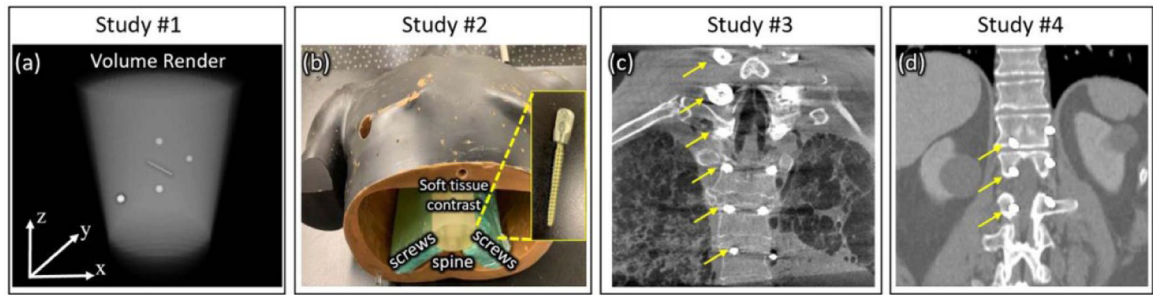 Study #1
(a)
Volume Render
z
y
x
Study #2
(b)
Soft tissue
contrast
screws
screws
spine
Study #3
(c)
Study #4
(d)